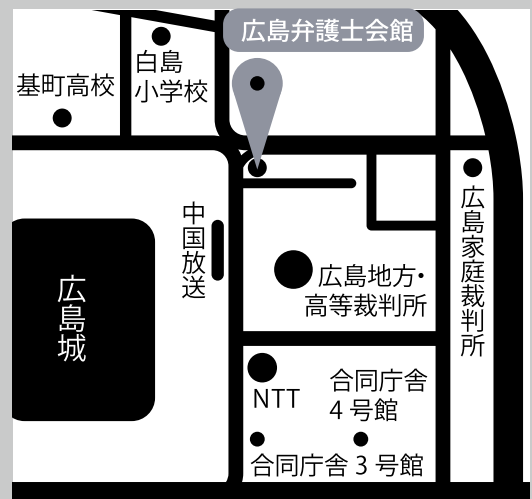 広島弁護士会館
白島
小学校
基町高校
中国放送
広島家庭裁判所
広島城
広島地方・
高等裁判所
NTT
合同庁舎
4 号館
合同庁舎 3 号館